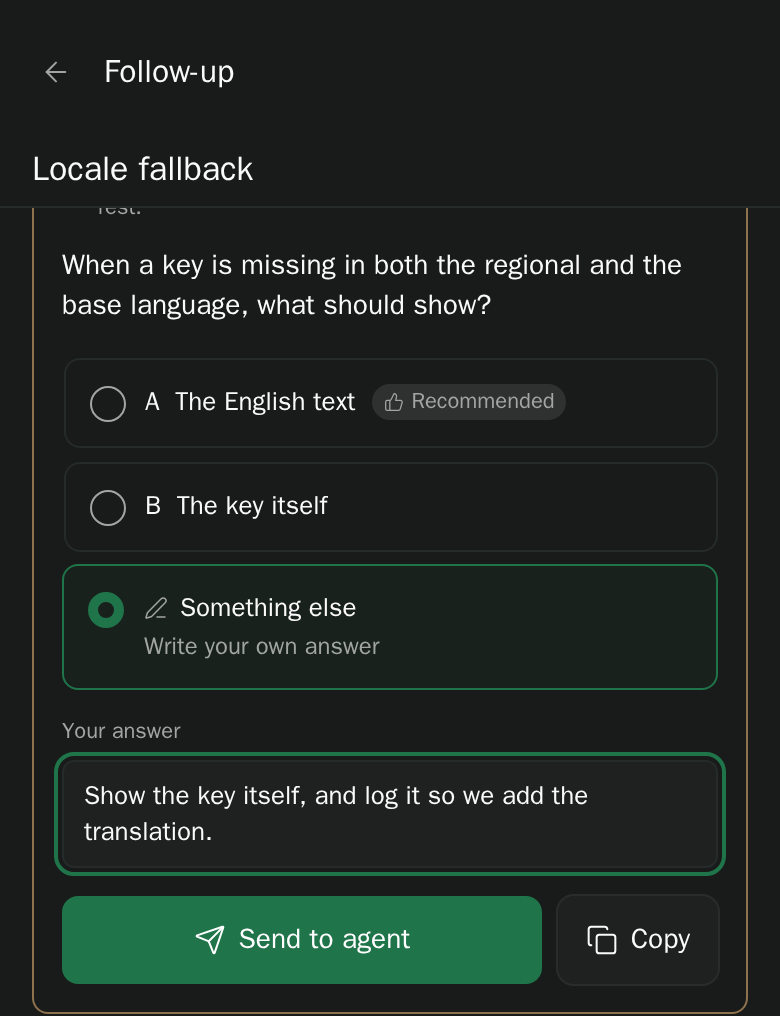 Follow-up
Locale fallback
When a key is missing in both the regional and the
base language, what should show?
A The English text Recommended
B The key itself
Something else
Write your own answer
Your answer
Show the key itself, and log it so we add the
translation.
Send to agent Copy